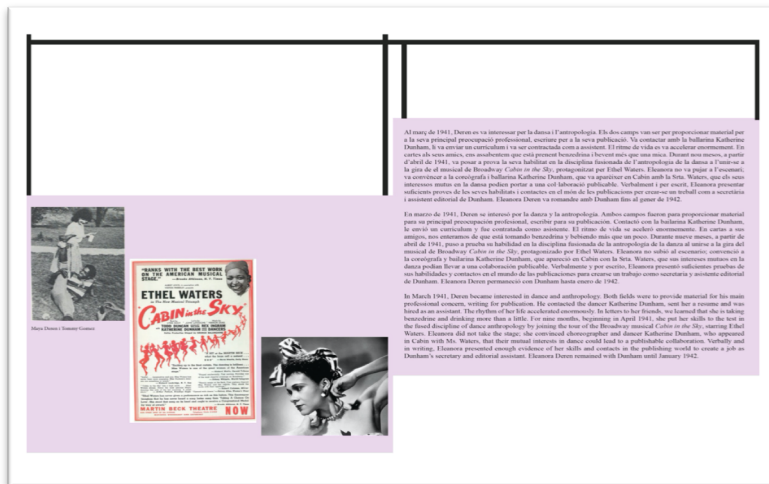 Maya Deren i Tommy Gomez
"RANKS WITH THE BEST WORK
ON THE AMERICAN MUSICAL
STAGE."
ETHEL WATERS
CABIN in the SKY
MARTIN BECK THEATRE
NOW
Al març de 1941, Deren es va interessar per la dansa i l'antropologia. Els dos camps van ser per proporcionar material per
a la seva principal preocupació professional, escriure per a la seva publicació. Va contactar amb la ballarina Katherine
Dunham, li va enviar un currículum i va ser contractada com a assistent. El ritme de vida es va accelerar enormement. En
cartes als seus amics, ens assabentem que està prenent benzedrina i bevent més que una mica. Durant nou mesos, a partir
d'abril de 1941, va posar a prova la seva habilitat en la disciplina fusionada de l'antropologia de la dansa a l'unir-se a
la gira de el musical de Broadway Cabin in the Sky, protagonitzat per Ethel Waters. Eleanora no va pujar a l'escenari;
va convèncer a la coreògrafa i ballarina Katherine Dunham, que va aparèixer en Cabin amb la Srta. Waters, que els seus
interessos mutus en la dansa podien portar a una col·laboració publicable. Verbalment i per escrit, Eleanora presentar
suficients proves de les seves habilitats i contactes en el món de les publicacions per crear-se un treball com a secretària
i assistent editorial de Dunham. Eleanora Deren va romandre amb Dunham fins al gener de 1942.
En marzo de 1941, Deren se interesó por la danza y la antropología. Ambos campos fueron para proporcionar material
para su principal preocupación profesional, escribir para su publicación. Contactó con la bailarina Katherine Dunham,
le envió un currículum y fue contratada como asistente. El ritmo de vida se aceleró enormemente. En cartas a sus
amigos, nos enteramos de que está tomando benzedrina y bebiendo más que un poco. Durante nueve meses, a partir de
abril de 1941, puso a prueba su habilidad en la disciplina fusionada de la antropología de la danza al unirse a la gira del
musical de Broadway Cabin in the Sky, protagonizado por Ethel Waters. Eleanora no subió al escenario; convenció a
la coreógrafa y bailarina Katherine Dunham, que apareció en Cabin con la Srta. Waters, que sus intereses mutuos en la
danza podían llevar a una colaboración publicable. Verbalmente y por escrito, Eleanora presentó suficientes pruebas de
sus habilidades y contactos en el mundo de las publicaciones para crearse un trabajo como secretaria y asistente editorial
de Dunham. Eleanora Deren permaneció con Dunham hasta enero de 1942.
In March 1941, Deren became interested in dance and anthropology. Both fields were to provide material for his main
professional concern, writing for publication. He contacted the dancer Katherine Dunham, sent her a resume and was
hired as an assistant. The rhythm of her life accelerated enormously. In letters to her friends, we learned that she is taking
benzedrine and drinking more than a little. For nine months, beginning in April 1941, she put her skills to the test in
the fused discipline of dance anthropology by joining the tour of the Broadway musical Cabin in the Sky, starring Ethel
Waters. Eleanora did not take the stage; she convinced choreographer and dancer Katherine Dunham, who appeared
in Cabin with Ms. Waters, that their mutual interests in dance could lead to a publishable collaboration. Verbally and
in writing, Eleanora presented enough evidence of her skills and contacts in the publishing world to create a job as
Dunham's secretary and editorial assistant. Eleanora Deren remained with Dunham until January 1942.